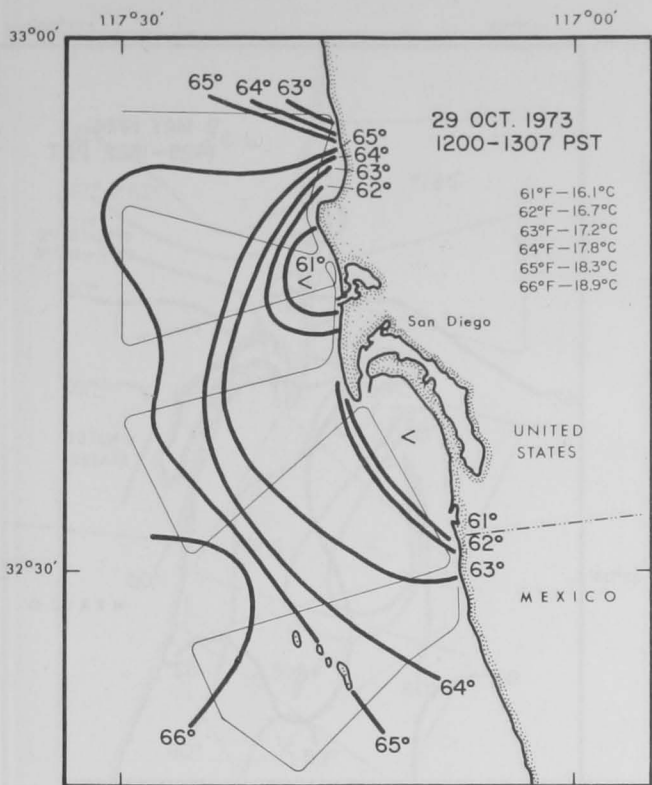 117°30'
117°00'
33°00'
65° 64° 63°
29 OCT. 1973
1200-1307 PST
65°
64°
63°
62°
61°F—16.1°C
62°F—16.7°C
63°F—17.2°C
64°F—17.8°C
65°F—18.3°C
66°F—18.9°C
61°
<
San Diego
<
UNITED
STATES
61°
62°
63°
32°30'
MEXICO
64°
66°
65°